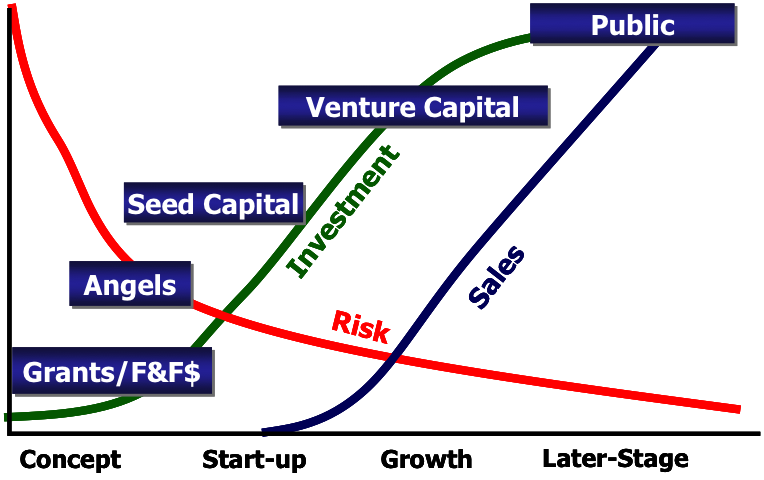 Public
Venture Capital
Seed Capital
Investment
Angels
Sales
Risk
Grants/F&F$
Concept
Start-up
Growth
Later-Stage